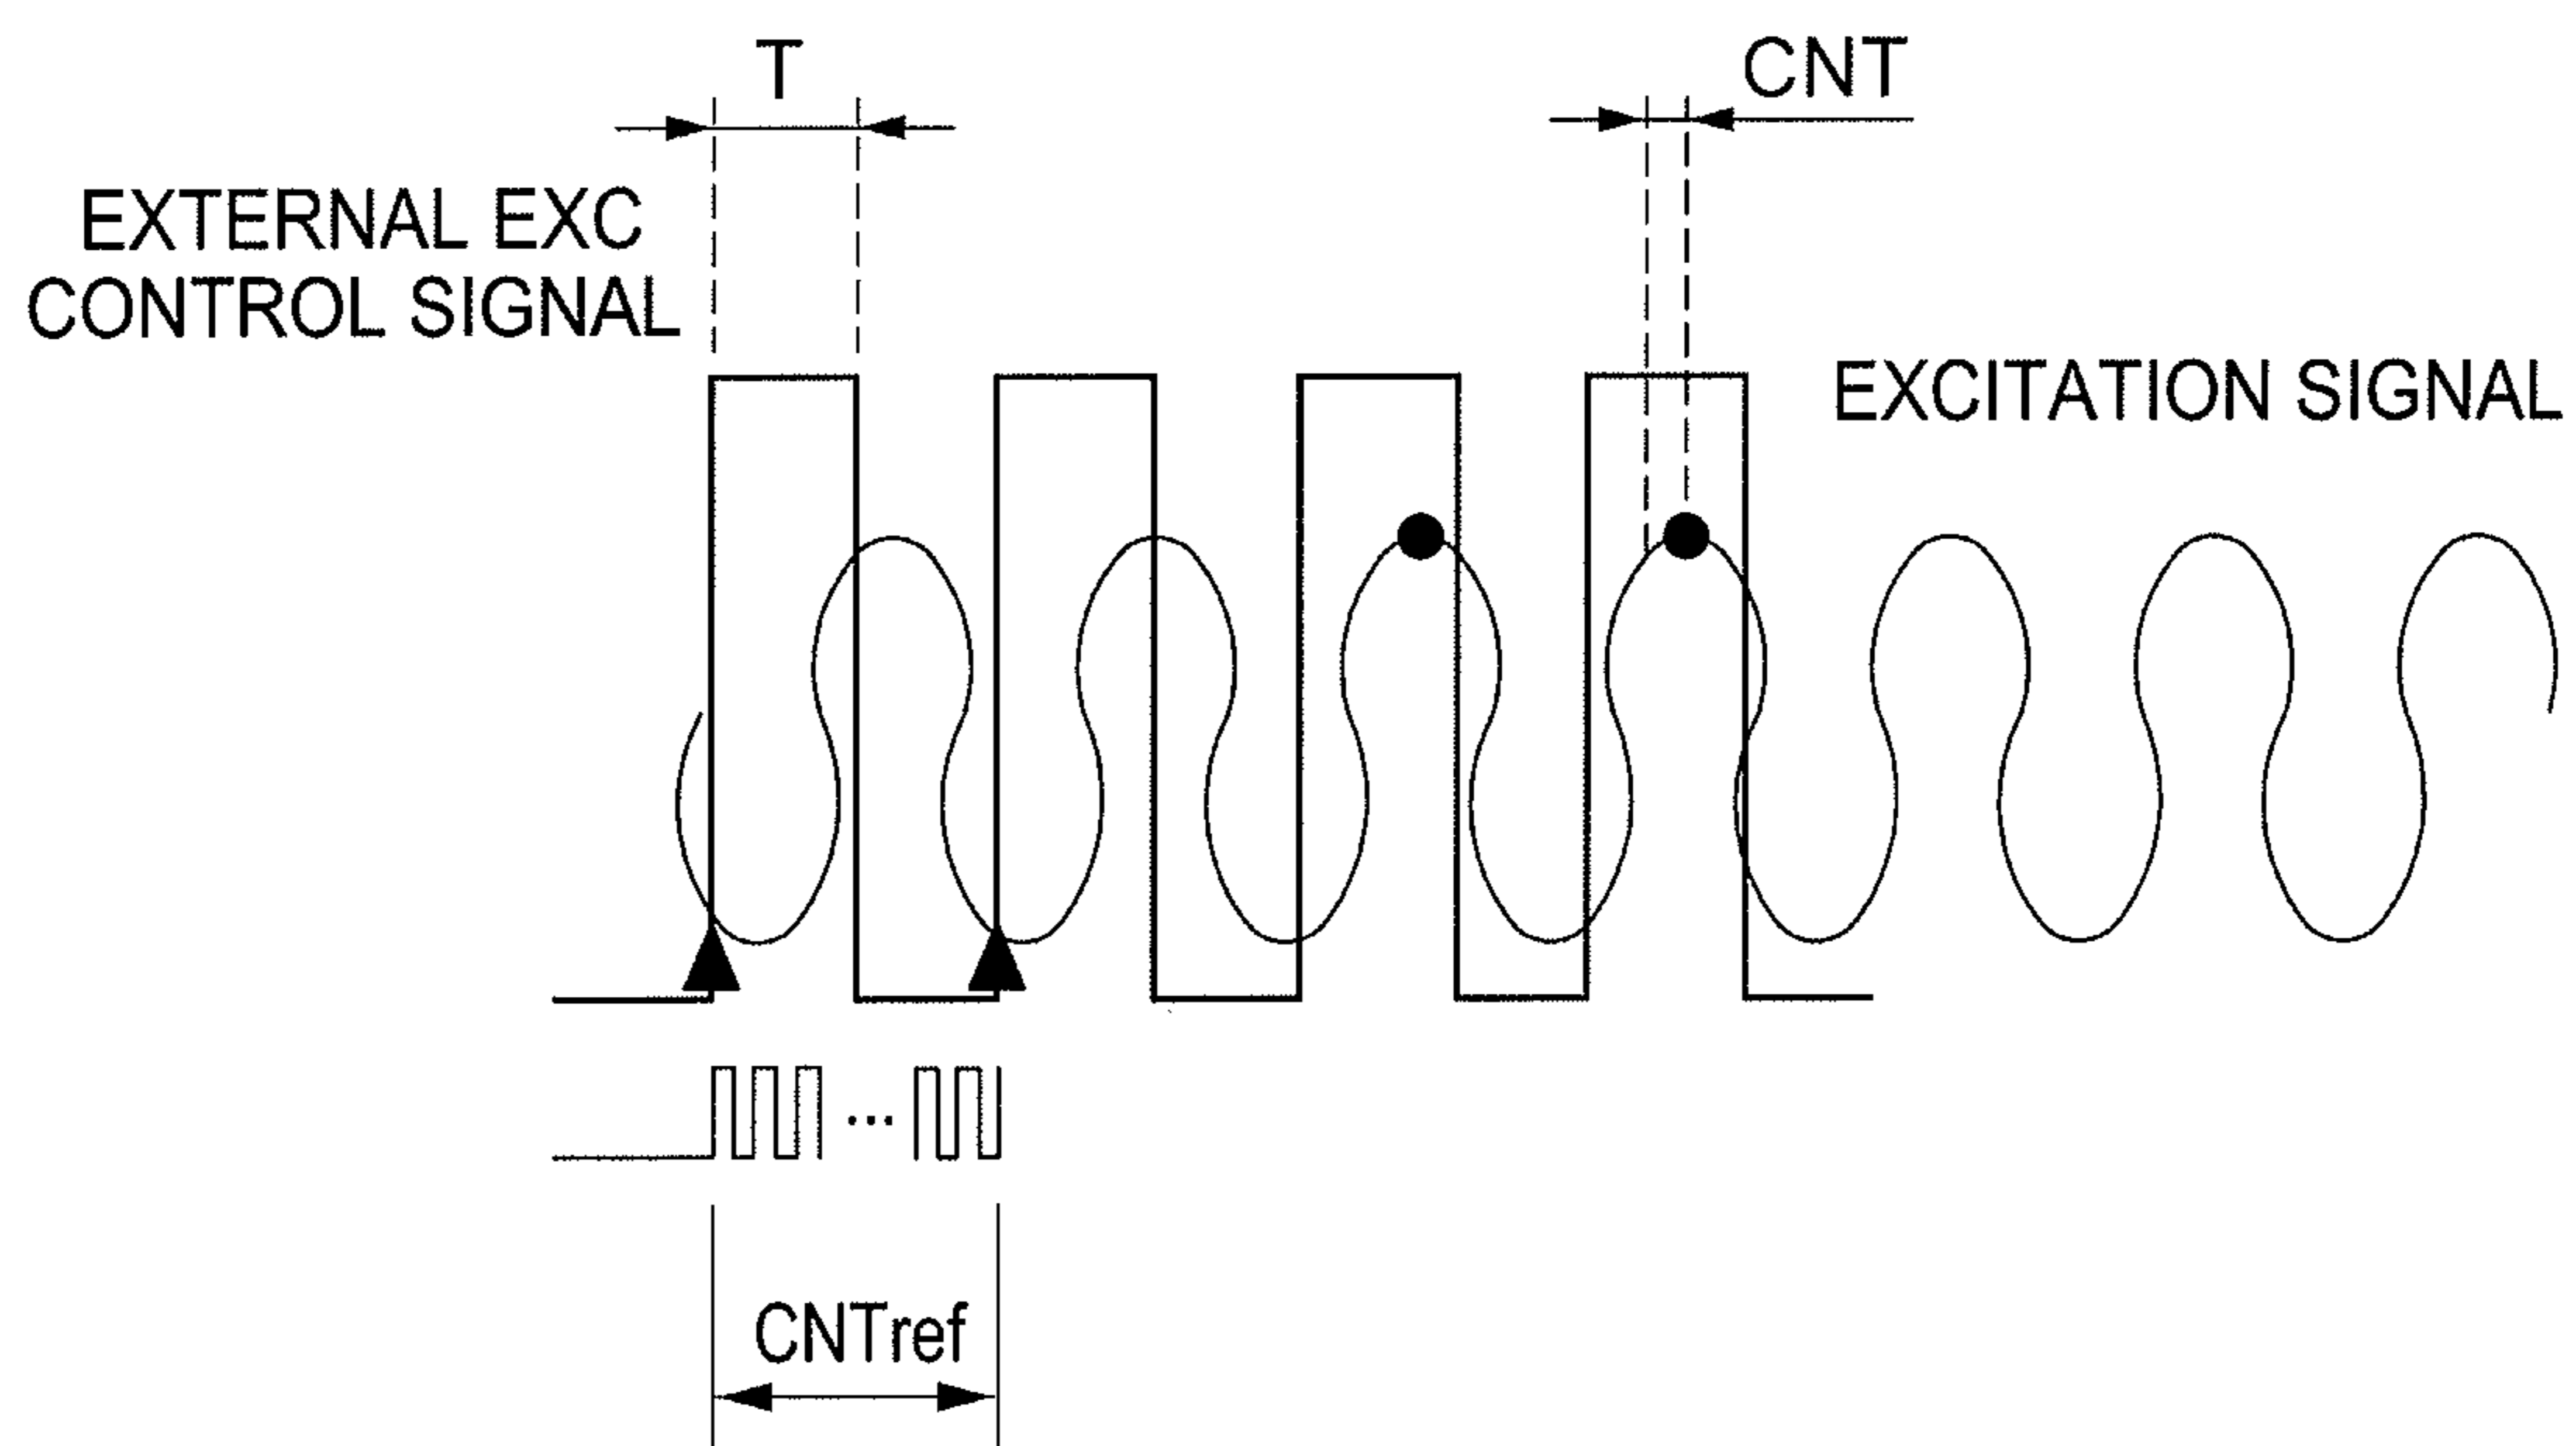 T
CNT
EXTERNAL EXC
CONTROL SIGNAL
EXCITATION SIGNAL
...
CNTref